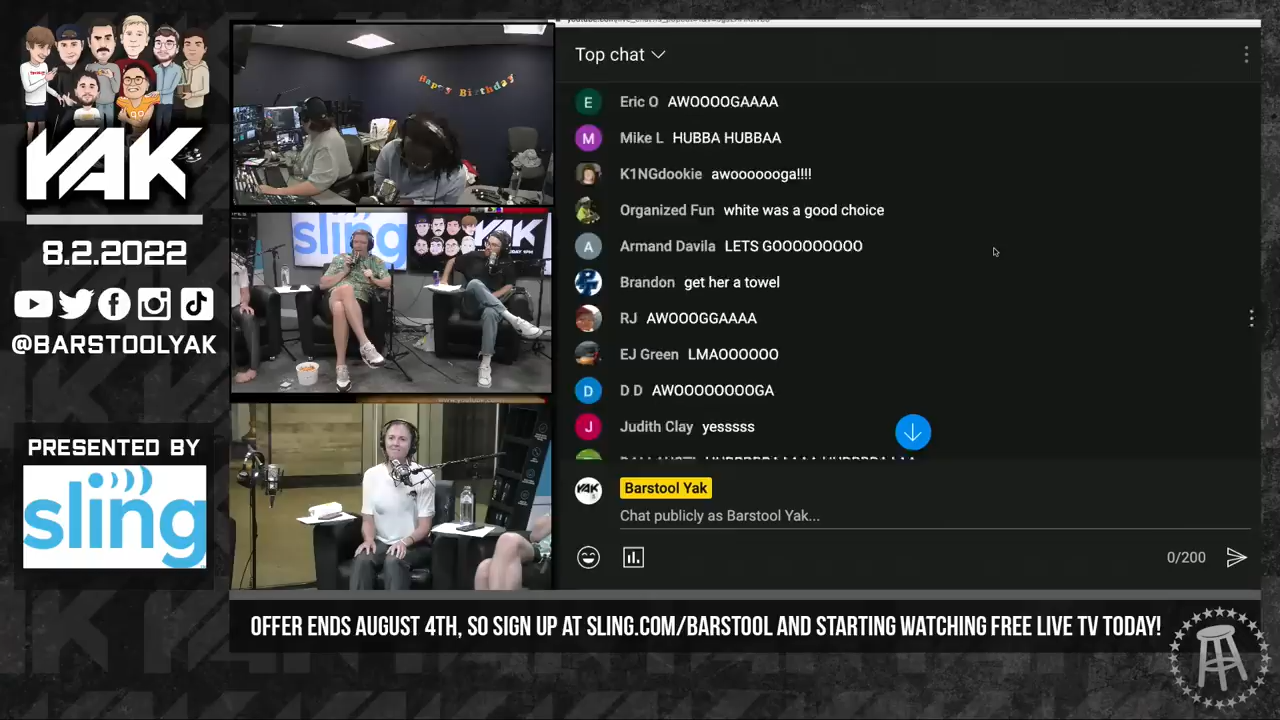 YAK
8.2.2022
@BARSTOOLYAK
PRESENTED BY
sling
Happy Birthday
sling
YAK
Top chat
E Eric O AWOOOOGAAAA
M Mike L HUBBA HUBBAA
K1NGdookie awooooooga!!!!
Organized Fun white was a good choice
A Armand Davila LETS GOOOOOOOOO
Brandon get her a towel
RJ AWOOOGGAAAA
EJ Green LMAOOOOOO
D D D AWOOOOOOOOGA
J Judith Clay yesssss
YAK Barstool Yak
Chat publicly as Barstool Yak...
0/200
OFFER ENDS AUGUST 4TH, SO SIGN UP AT SLING.COM/BARSTOOL AND STARTING WATCHING FREE LIVE TV TODAY!